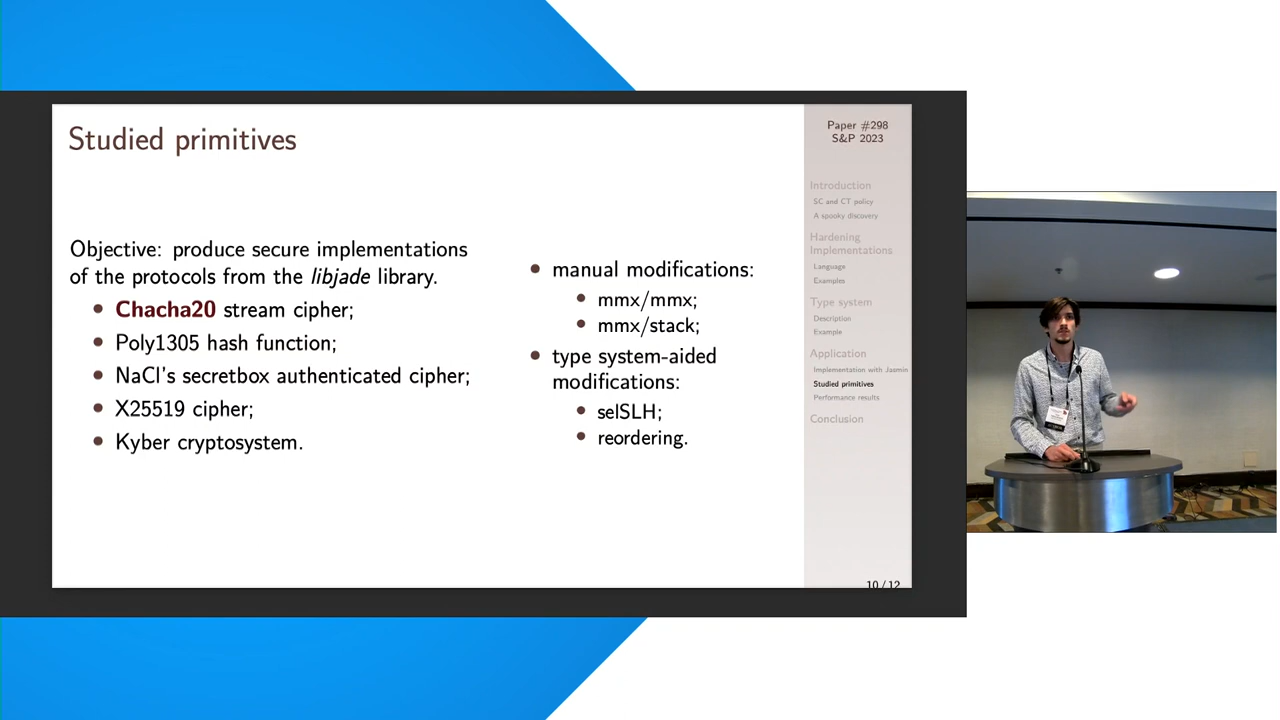 Studied primitives
Objective: produce secure implementations
of the protocols from the libjade library.
Chacha20 stream cipher;
Poly1305 hash function;
NaCl's secretbox authenticated cipher;
X25519 cipher;
Kyber cryptosystem.
manual modifications:
mmx/mmx;
mmx/stack;
type system-aided
modifications:
selSLH;
reordering.
Paper #298
S&P 2023
Introduction
SC and CT policy
A spooky discovery
Hardening
Implementations
Language
Examples
Type system
Description
Example
Application
Implementation with Jasmin
Studied primitives
Performance results
Conclusion
10 / 12